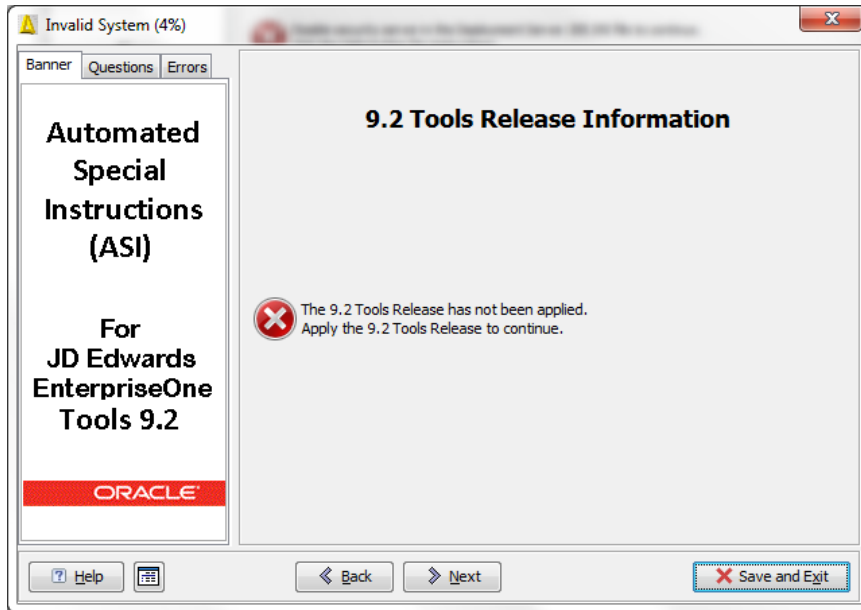 Invalid System (4%)
Banner
Questions
Errors
Automated
Special
Instructions
(ASI)
For
JD Edwards
EnterpriseOne
Tools 9.2
ORACLE
9.2 Tools Release Information
The 9.2 Tools Release has not been applied.
Apply the 9.2 Tools Release to continue.
Help
Back
Next
Save and Exit